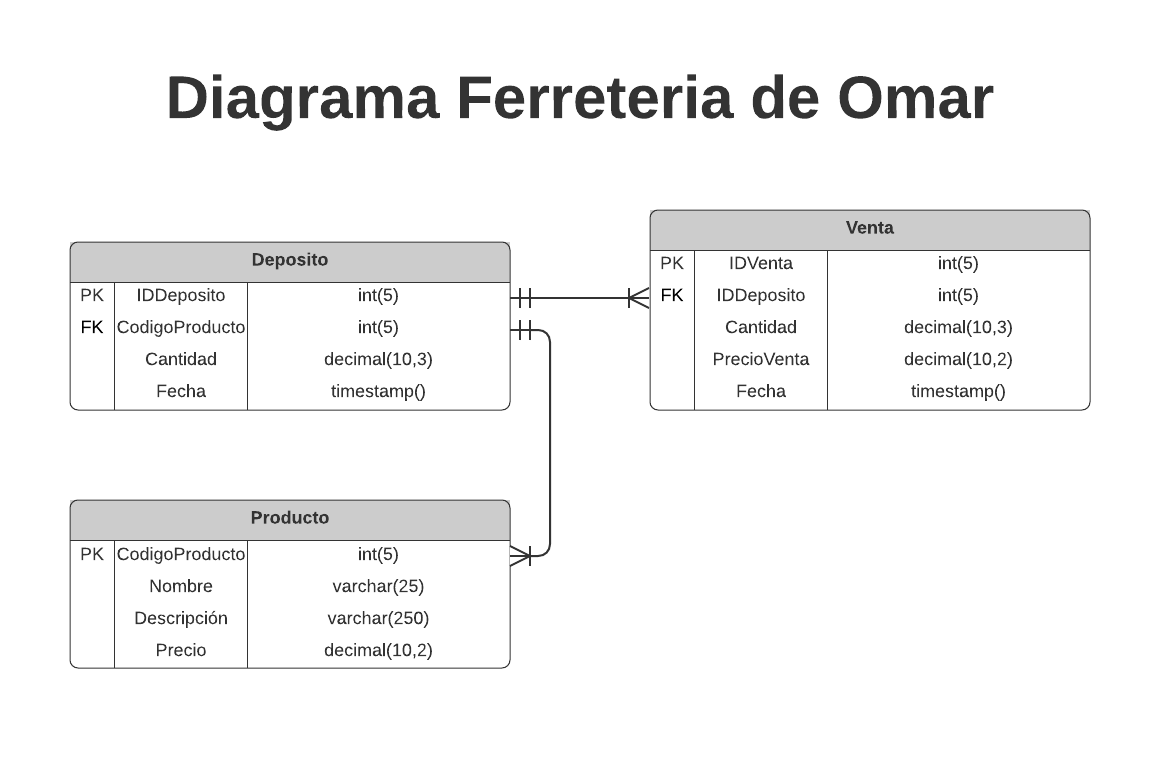 Diagrama Ferreteria de Omar
Deposito
PK IDDeposito int(5)
FK CodigoProducto int(5)
Cantidad decimal(10,3)
Fecha timestamp()
Venta
PK IDVenta int(5)
FK IDDeposito int(5)
Cantidad decimal(10,3)
PrecioVenta decimal(10,2)
Fecha timestamp()
Producto
PK CodigoProducto int(5)
Nombre varchar(25)
Descripción varchar(250)
Precio decimal(10,2)